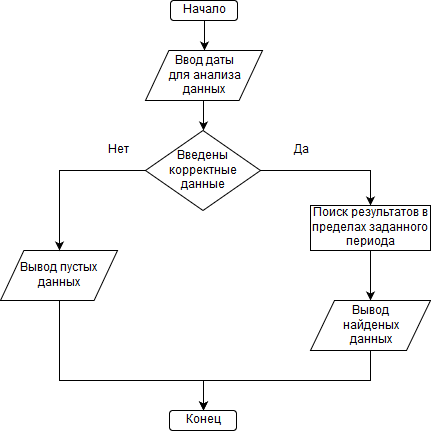 Начало
Ввод даты
для анализа
данных
Нет
Да
Введены
корректные
данные
Поиск результатов в
пределах заданного
периода
Вывод пустых
данных
Вывод
найденых
данных
Конец